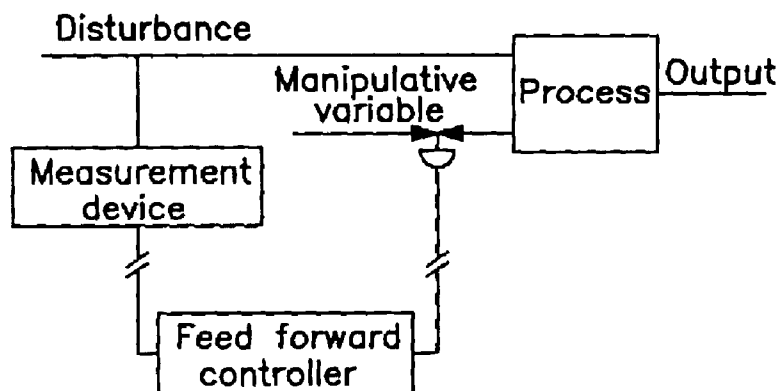 Disturbance
Manipulative
variable
Process
Output
Measurement
device
Feed forward
controller